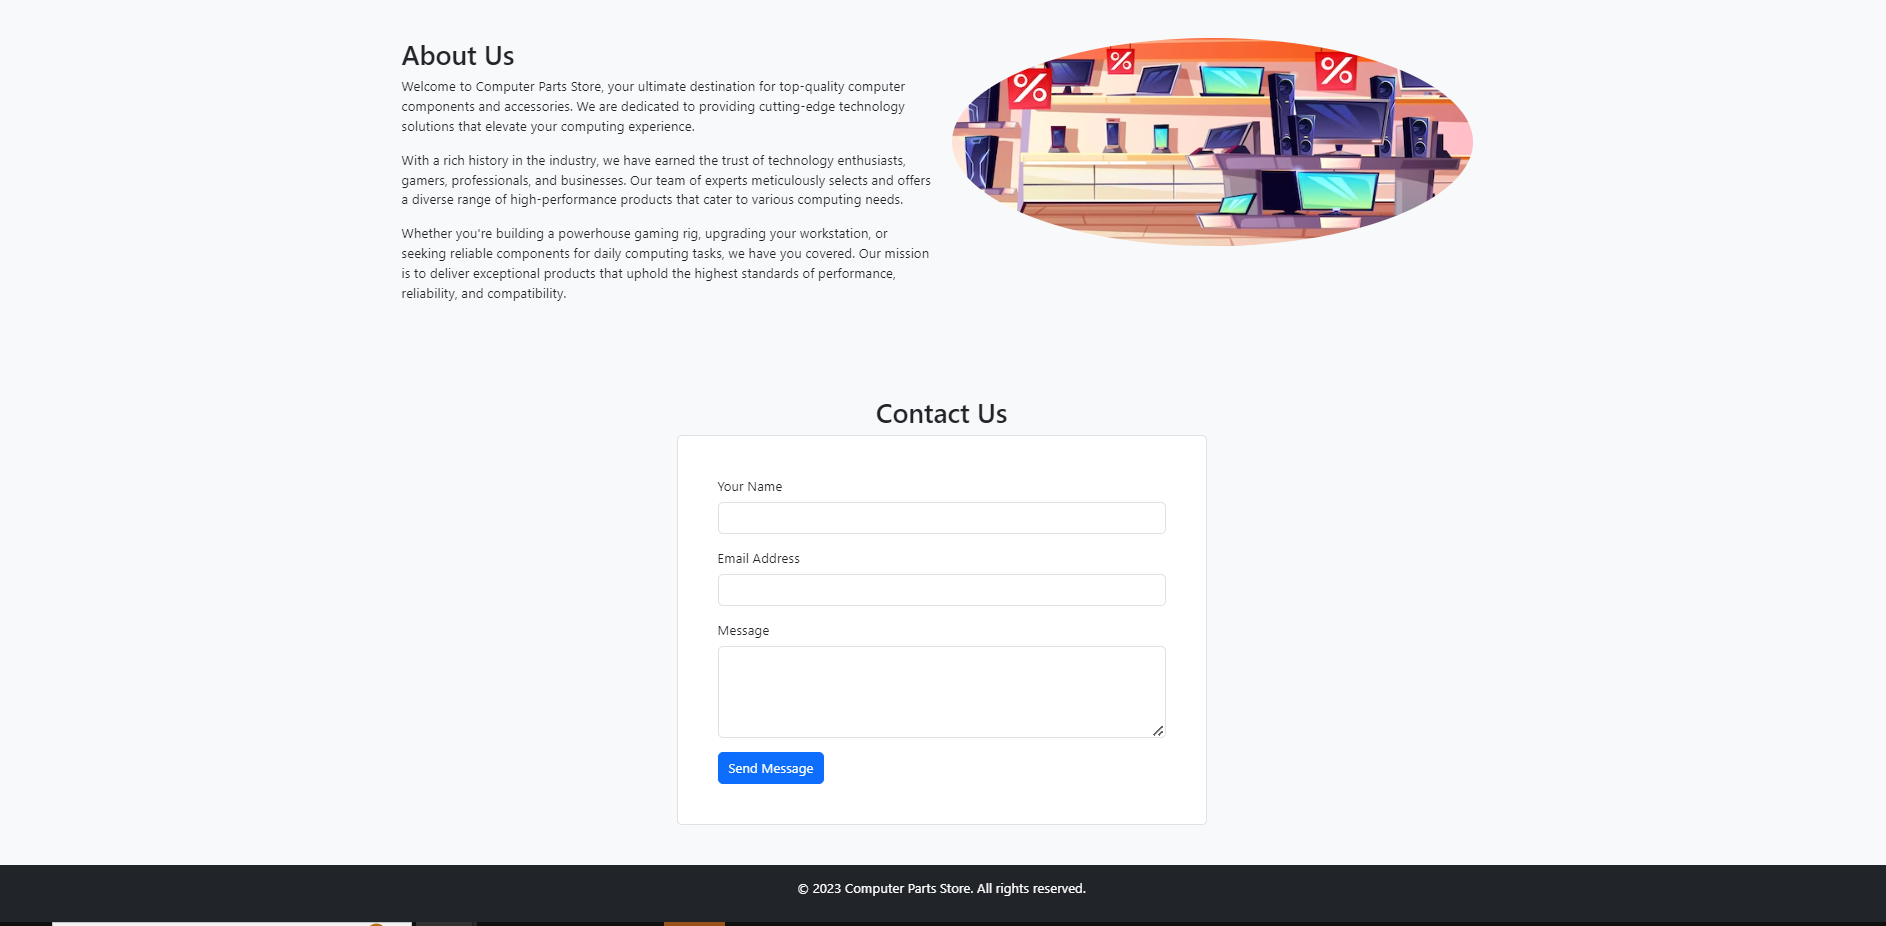 About Us
Welcome to Computer Parts Store, your ultimate destination for top-quality computer
components and accessories. We are dedicated to providing cutting-edge technology
solutions that elevate your computing experience.
With a rich history in the industry, we have earned the trust of technology enthusiasts,
gamers, professionals, and businesses. Our team of experts meticulously selects and offers
a diverse range of high-performance products that cater to various computing needs.
Whether you're building a powerhouse gaming rig, upgrading your workstation, or
seeking reliable components for daily computing tasks, we have you covered. Our mission
is to deliver exceptional products that uphold the highest standards of performance,
reliability, and compatibility.
%
%
%
Contact Us
Your Name
Email Address
Message
Send Message
© 2023 Computer Parts Store. All rights reserved.